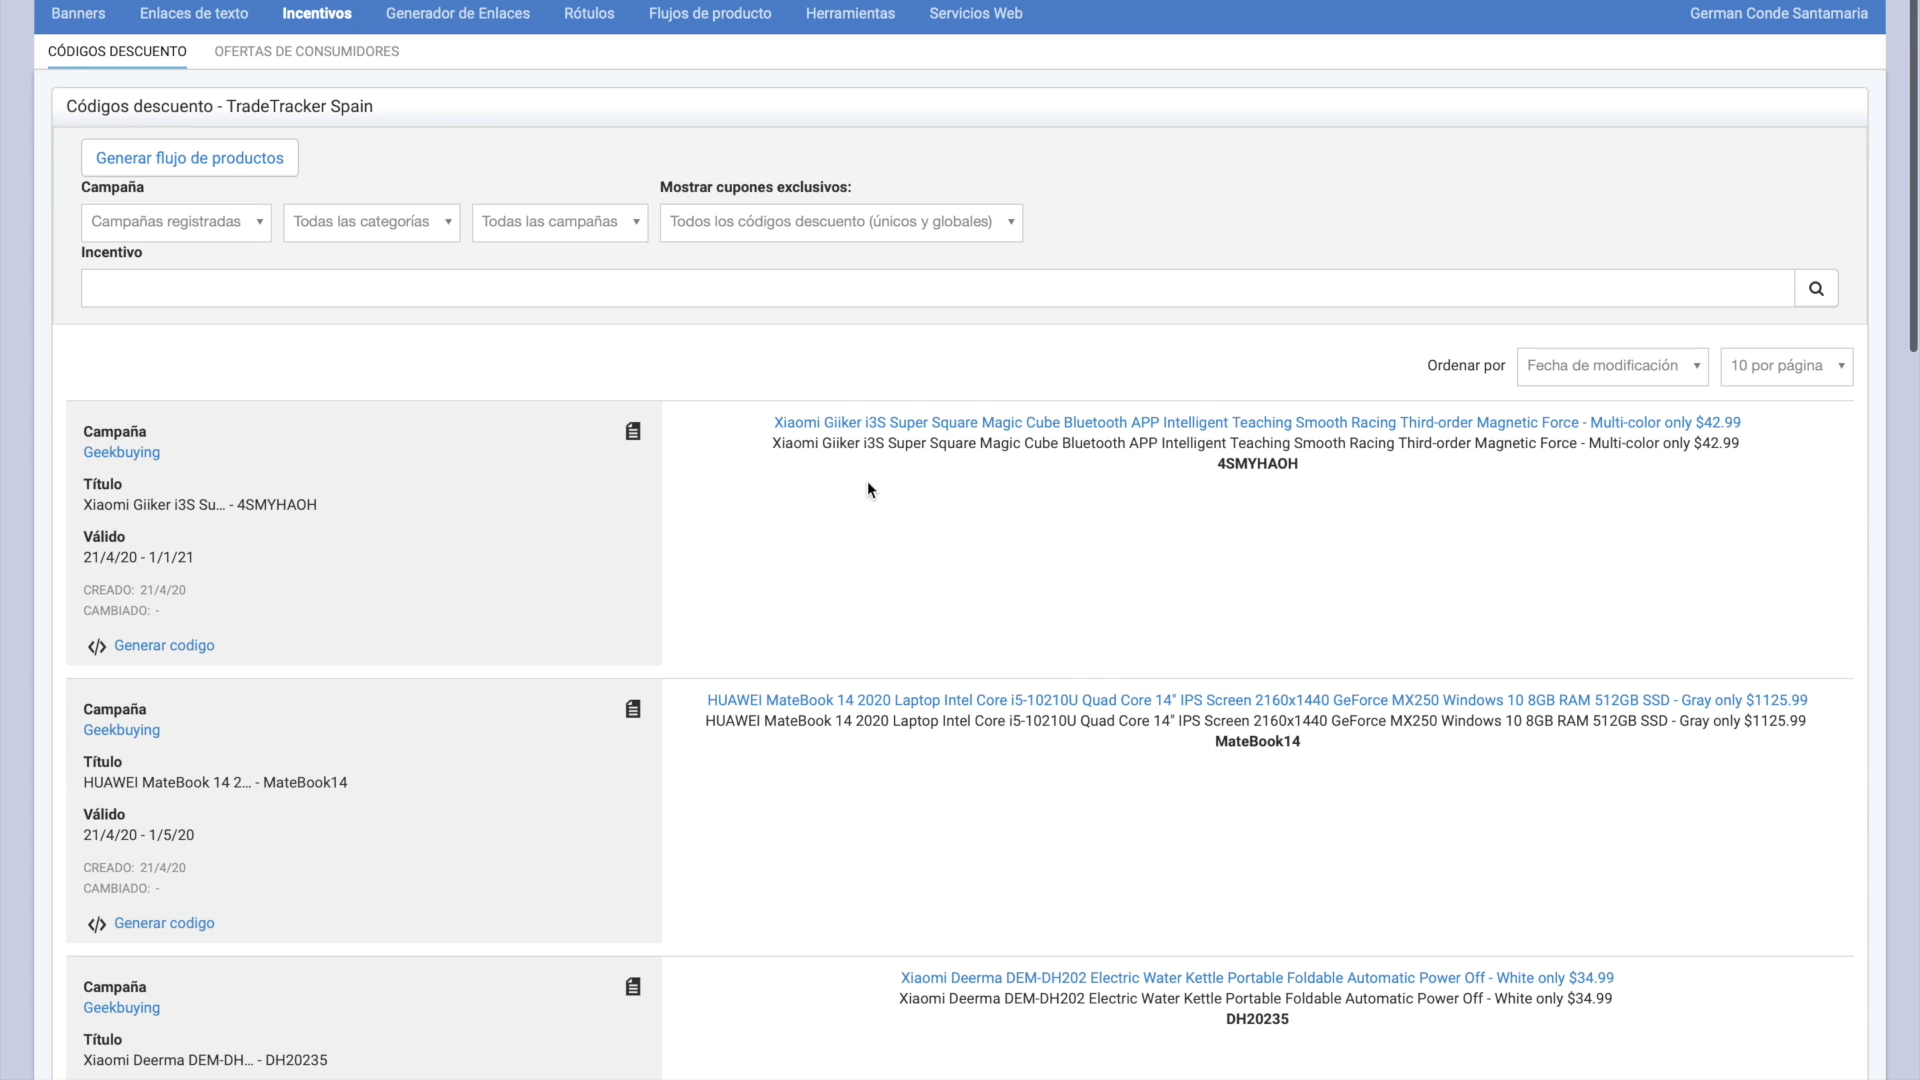 Banners Enlaces de texto Incentivos Generador de Enlaces Rótulos Flujos de producto Herramientas Servicios Web German Conde Santamaria
CÓDIGOS DESCUENTO OFERTAS DE CONSUMIDORES
Códigos descuento - TradeTracker Spain
Generar flujo de productos
Campaña Mostrar cupones exclusivos:
Campañas registradas Todas las categorías Todas las campañas Todos los códigos descuento (únicos y globales)
Incentivo
Ordenar por Fecha de modificación 10 por página
Campaña
Geekbuying
Título
Xiaomi Giiker i3S Su... - 4SMYHAOH
Válido
21/4/20 - 1/1/21
CREADO: 21/4/20
CAMBIADO: -
</> Generar codigo
Xiaomi Giiker i3S Super Square Magic Cube Bluetooth APP Intelligent Teaching Smooth Racing Third-order Magnetic Force - Multi-color only $42.99
Xiaomi Giiker i3S Super Square Magic Cube Bluetooth APP Intelligent Teaching Smooth Racing Third-order Magnetic Force - Multi-color only $42.99
4SMYHAOH
Campaña
Geekbuying
Título
HUAWEI MateBook 14 2... - MateBook14
Válido
21/4/20 - 1/5/20
CREADO: 21/4/20
CAMBIADO: -
</> Generar codigo
HUAWEI MateBook 14 2020 Laptop Intel Core i5-10210U Quad Core 14" IPS Screen 2160x1440 GeForce MX250 Windows 10 8GB RAM 512GB SSD - Gray only $1125.99
HUAWEI MateBook 14 2020 Laptop Intel Core i5-10210U Quad Core 14" IPS Screen 2160x1440 GeForce MX250 Windows 10 8GB RAM 512GB SSD - Gray only $1125.99
MateBook14
Campaña
Geekbuying
Título
Xiaomi Deerma DEM-DH... - DH20235
Xiaomi Deerma DEM-DH202 Electric Water Kettle Portable Foldable Automatic Power Off - White only $34.99
Xiaomi Deerma DEM-DH202 Electric Water Kettle Portable Foldable Automatic Power Off - White only $34.99
DH20235